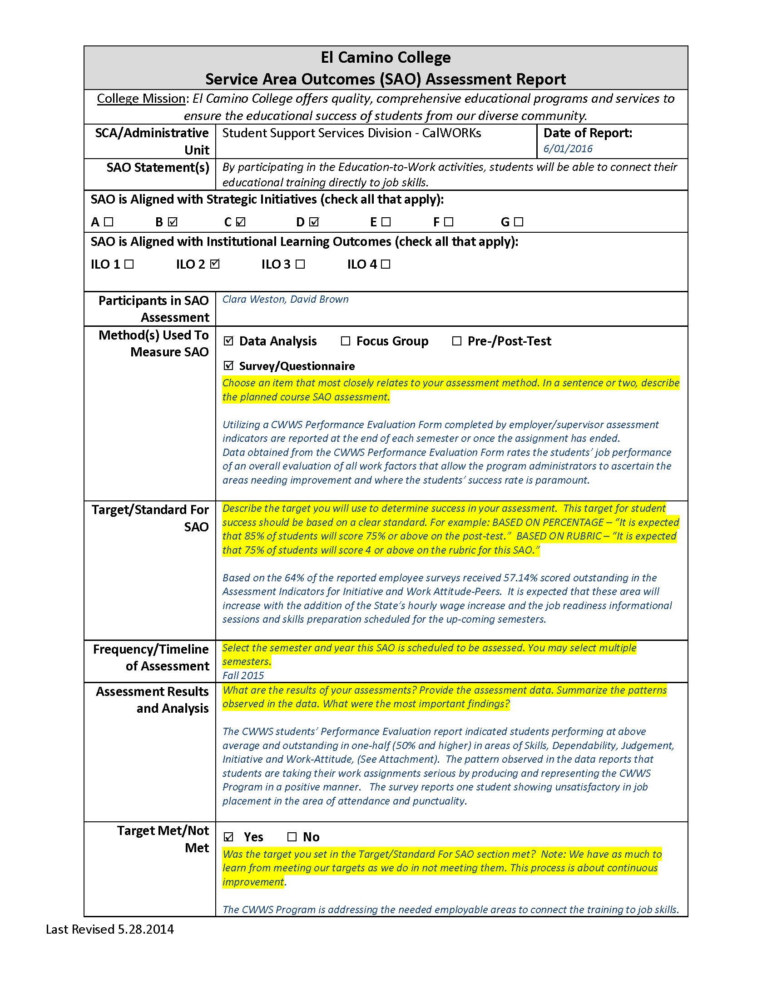 El Camino College
Service Area Outcomes (SAO) Assessment Report
College Mission: El Camino College offers quality, comprehensive educational programs and services to
ensure the educational success of students from our diverse community.
SCA/Administrative
Unit
Student Support Services Division - CalWORKs
Date of Report:
6/01/2016
SAO Statement(s)
By participating in the Education-to-Work activities, students will be able to connect their
educational training directly to job skills.
SAO is Aligned with Strategic Initiatives (check all that apply):
A ☐ B ☑ C ☑ D ☑ E ☐ F ☐ G ☐
SAO is Aligned with Institutional Learning Outcomes (check all that apply):
ILO 1 ☐ ILO 2 ☑ ILO 3 ☐ ILO 4 ☐
Participants in SAO
Assessment
Clara Weston, David Brown
Method(s) Used To
Measure SAO
☑ Data Analysis ☐ Focus Group ☐ Pre-/Post-Test
☑ Survey/Questionnaire
Choose an item that most closely relates to your assessment method. In a sentence or two, describe
the planned course SAO assessment.
Utilizing a CWWS Performance Evaluation Form completed by employer/supervisor assessment
indicators are reported at the end of each semester or once the assignment has ended.
Data obtained from the CWWS Performance Evaluation Form rates the students’ job performance
of an overall evaluation of all work factors that allow the program administrators to ascertain the
areas needing improvement and where the students’ success rate is paramount.
Target/Standard For
SAO
Describe the target you will use to determine success in your assessment.  This target for student
success should be based on a clear standard. For example: BASED ON PERCENTAGE – “It is expected
that 85% of students will score 75% or above on the post-test.”  BASED ON RUBRIC – “It is expected
that 75% of students will score 4 or above on the rubric for this SAO.”
Based on the 64% of the reported employee surveys received 57.14% scored outstanding in the
Assessment Indicators for Initiative and Work Attitude-Peers.  It is expected that these area will
increase with the addition of the State’s hourly wage increase and the job readiness informational
sessions and skills preparation scheduled for the up-coming semesters.
Frequency/Timeline
of Assessment
Select the semester and year this SAO is scheduled to be assessed. You may select multiple
semesters.
Fall 2015
Assessment Results
and Analysis
What are the results of your assessments? Provide the assessment data. Summarize the patterns
observed in the data. What were the most important findings?
The CWWS students’ Performance Evaluation report indicated students performing at above
average and outstanding in one-half (50% and higher) in areas of Skills, Dependability, Judgement,
Initiative and Work-Attitude, (See Attachment).  The pattern observed in the data reports that
students are taking their work assignments serious by producing and representing the CWWS
Program in a positive manner.   The survey reports one student showing unsatisfactory in job
placement in the area of attendance and punctuality.
Target Met/Not
Met
☑ Yes ☐ No
Was the target you set in the Target/Standard For SAO section met?  Note: We have as much to
learn from meeting our targets as we do in not meeting them. This process is about continuous
improvement.
The CWWS Program is addressing the needed employable areas to connect the training to job skills.
Last Revised 5.28.2014